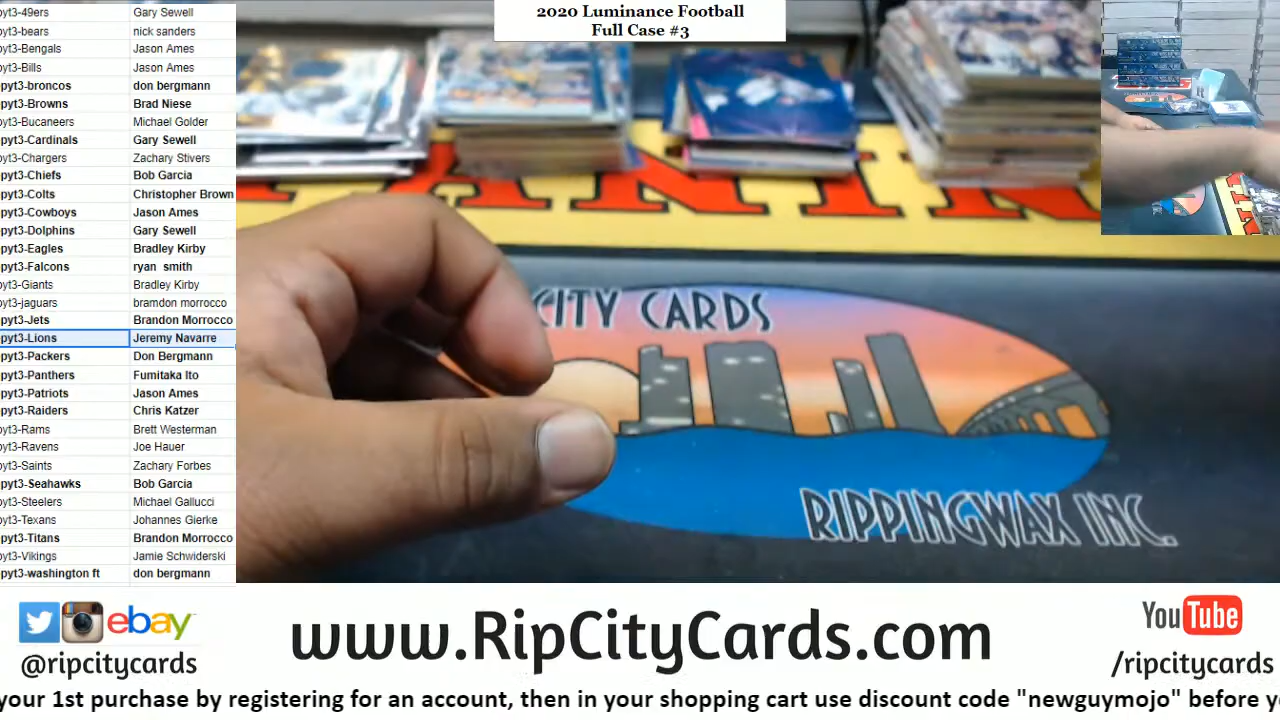 2020 Luminance Football
Full Case #3
pyt3-49ers Gary Sewell
pyt3-bears nick sanders
pyt3-Bengals Jason Ames
pyt3-Bills Jason Ames
pyt3-broncos don bergmann
pyt3-Browns Brad Niese
pyt3-Bucaneers Michael Golder
pyt3-Cardinals Gary Sewell
pyt3-Chargers Zachary Stivers
pyt3-Chiefs Bob Garcia
pyt3-Colts Christopher Brown
pyt3-Cowboys Jason Ames
pyt3-Dolphins Gary Sewell
pyt3-Eagles Bradley Kirby
pyt3-Falcons ryan smith
pyt3-Giants Bradley Kirby
pyt3-jaguars bramdon morrocco
pyt3-Jets Brandon Morrocco
pyt3-Lions Jeremy Navarre
pyt3-Packers Don Bergmann
pyt3-Panthers Fumitaka Ito
pyt3-Patriots Jason Ames
pyt3-Raiders Chris Katzer
pyt3-Rams Brett Westerman
pyt3-Ravens Joe Hauer
pyt3-Saints Zachary Forbes
pyt3-Seahawks Bob Garcia
pyt3-Steelers Michael Gallucci
pyt3-Texans Johannes Gierke
pyt3-Titans Brandon Morrocco
pyt3-Vikings Jamie Schwiderski
pyt3-washington ft don bergmann
CITY CARDS
RIPPINGWAX INC.
ebay
@ripcitycards
www.RipCityCards.com
YouTube
/ripcitycards
your 1st purchase by registering for an account, then in your shopping cart use discount code "newguymojo" before